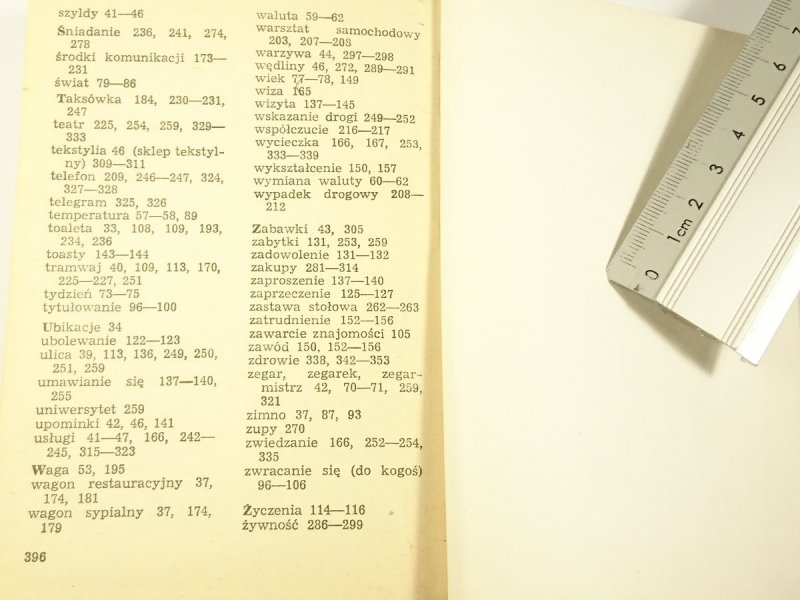 szyldy 41—46
Śniadanie 236, 241, 274,
278
środki komunikacji 173—
231
świat 79—86
Taksówka 184, 230—231,
247
teatr 225, 254, 259, 329—
333
tekstylia 46 (sklep tekstyl-
ny) 309—311
telefon 209, 246—247, 324,
327—328
telegram 325, 326
temperatura 57—58, 89
toaleta 33, 108, 109, 193,
234, 236
toasty 143—144
tramwaj 40, 109, 113, 170,
225—227, 251
tydzień 73—75
tytułowanie 96—100
Ubikacje 34
ubolewanie 122—123
ulica 39, 113, 136, 249, 250,
251, 259
umawianie się 137—140,
255
uniwersytet 259
upominki 42, 46, 141
usługi 41—47, 166, 242—
245, 315—323
Waga 53, 195
wagon restauracyjny 37,
174, 181
wagon sypialny 37, 174,
179
396
waluta 59—62
warsztat samochodowy
203, 207—208
warzywa 44, 297—298
wędliny 46, 272, 289—291
wiek 77—78, 149
wiza 165
wizyta 137—145
wskazanie drogi 249—252
współczucie 216—217
wycieczka 166, 167, 253,
333—339
wykształcenie 150, 157
wymiana waluty 60—62
wypadek drogowy 208—
212
Zabawki 43, 305
zabytki 131, 253, 259
zadowolenie 131—132
zakupy 281—314
zaproszenie 137—140
zaprzeczenie 125—127
zastawa stołowa 262—263
zatrudnienie 152—156
zawarcie znajomości 105
zawód 150, 152—156
zdrowie 338, 342—353
zegar, zegarek, zegar-
mistrz 42, 70—71, 259,
321
zimno 37, 87, 93
zupy 270
zwiedzanie 166, 252—254,
335
zwracanie się (do kogoś)
96—106
Życzenia 114—116
żywność 286—299
0 1cm 2 3 4 5 6 7